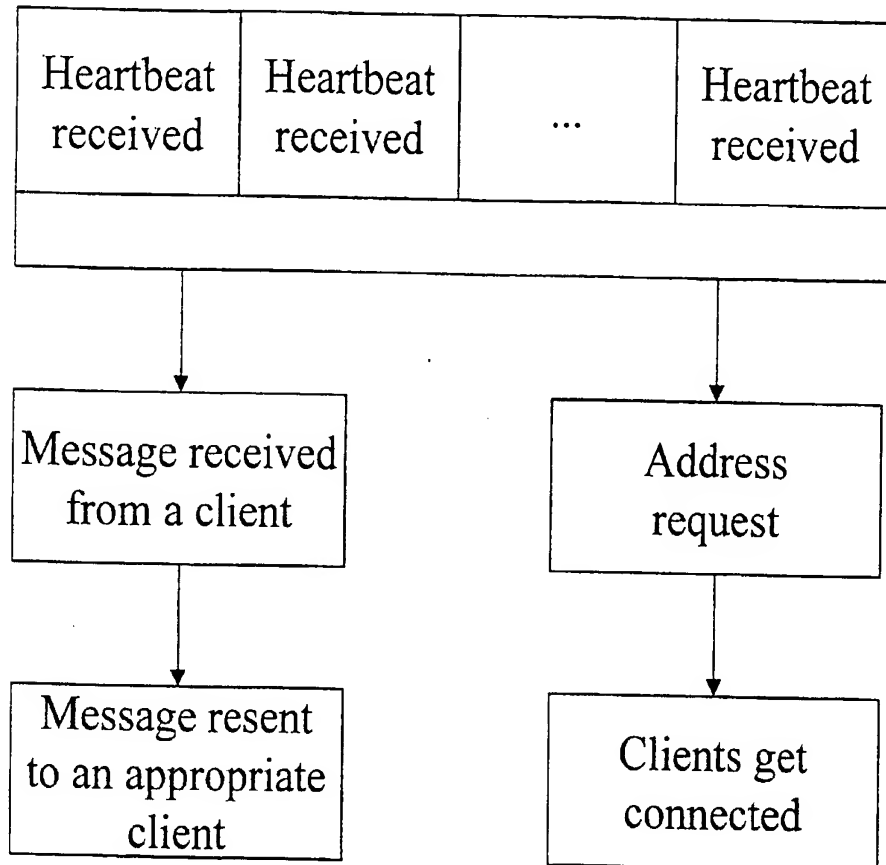 Heartbeat
received
Heartbeat
received
...
Heartbeat
received
Message received
from a client
Address
request
Message resent
to an appropriate
client
Clients get
connected